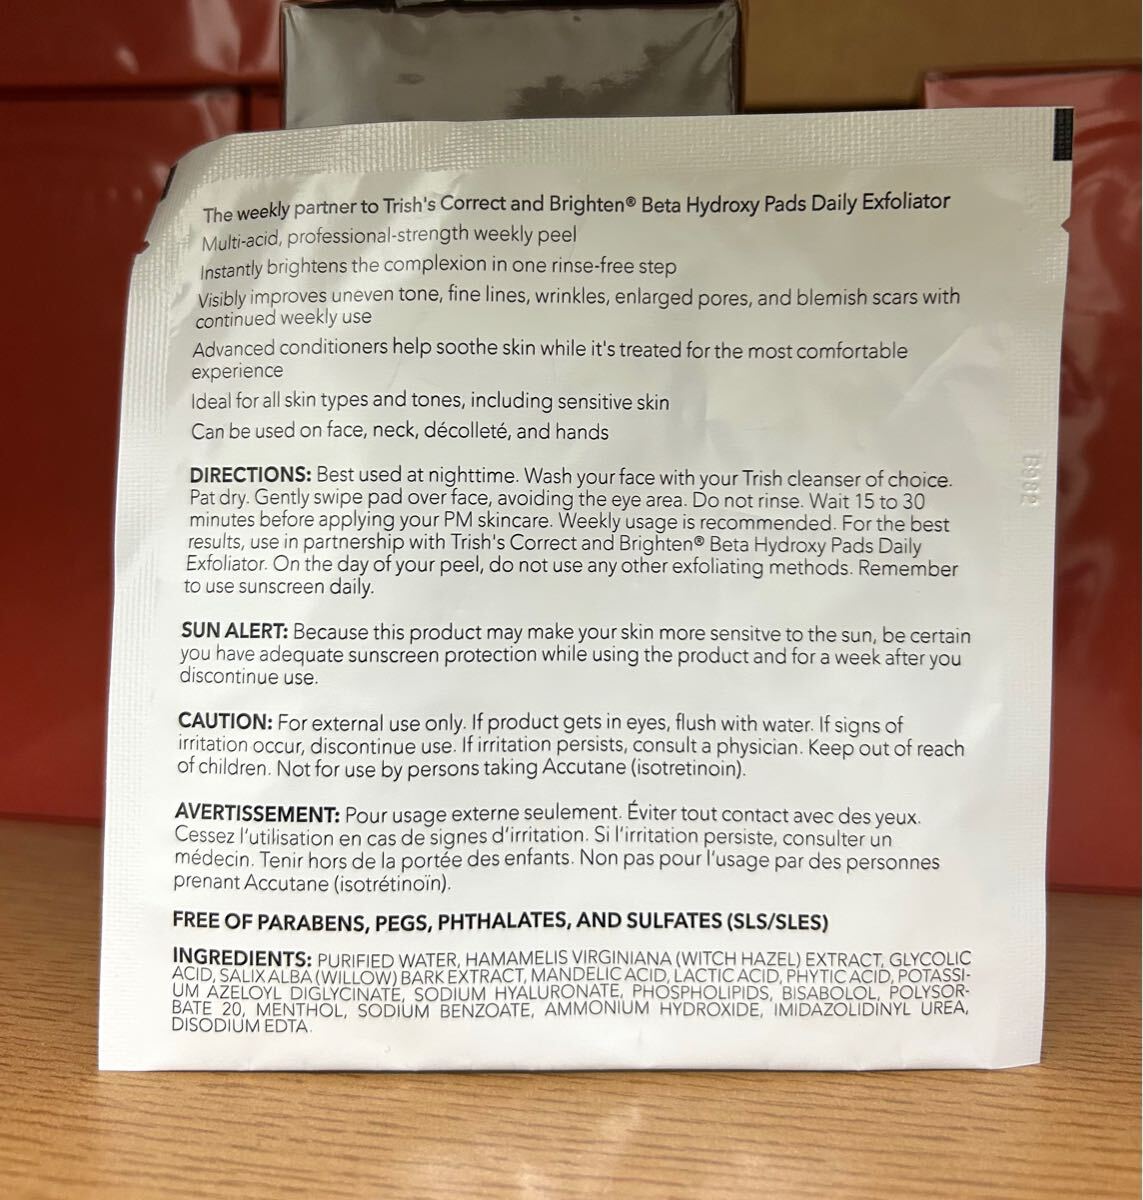 The weekly partner to Trish's Correct and Brighten® Beta Hydroxy Pads Daily Exfoliator
Multi-acid, professional-strength weekly peel
Instantly brightens the complexion in one rinse-free step
Visibly improves uneven tone, fine lines, wrinkles, enlarged pores, and blemish scars with
continued weekly use
Advanced conditioners help soothe skin while it's treated for the most comfortable
experience
Ideal for all skin types and tones, including sensitive skin
Can be used on face, neck, décolleté, and hands
DIRECTIONS: Best used at nighttime. Wash your face with your Trish cleanser of choice.
Pat dry. Gently swipe pad over face, avoiding the eye area. Do not rinse. Wait 15 to 30
minutes before applying your PM skincare. Weekly usage is recommended. For the best
results, use in partnership with Trish's Correct and Brighten® Beta Hydroxy Pads Daily
Exfoliator. On the day of your peel, do not use any other exfoliating methods. Remember
to use sunscreen daily.
SUN ALERT: Because this product may make your skin more sensitve to the sun, be certain
you have adequate sunscreen protection while using the product and for a week after you
discontinue use.
CAUTION: For external use only. If product gets in eyes, flush with water. If signs of
irritation occur, discontinue use. If irritation persists, consult a physician. Keep out of reach
of children. Not for use by persons taking Accutane (isotretinoin).
AVERTISSEMENT: Pour usage externe seulement. Éviter tout contact avec des yeux.
Cessez l'utilisation en cas de signes d'irritation. Si l'irritation persiste, consulter un
médecin. Tenir hors de la portée des enfants. Non pas pour l'usage par des personnes
prenant Accutane (isotrétinoïn).
FREE OF PARABENS, PEGS, PHTHALATES, AND SULFATES (SLS/SLES)
INGREDIENTS: PURIFIED WATER, HAMAMELIS VIRGINIANA (WITCH HAZEL) EXTRACT, GLYCOLIC
ACID, SALIX ALBA (WILLOW) BARK EXTRACT, MANDELIC ACID, LACTIC ACID, PHYTIC ACID, POTASSI-
UM AZELOYL DIGLYCINATE, SODIUM HYALURONATE, PHOSPHOLIPIDS, BISABOLOL, POLYSOR-
BATE 20, MENTHOL, SODIUM BENZOATE, AMMONIUM HYDROXIDE, IMIDAZOLIDINYL UREA,
DISODIUM EDTA.